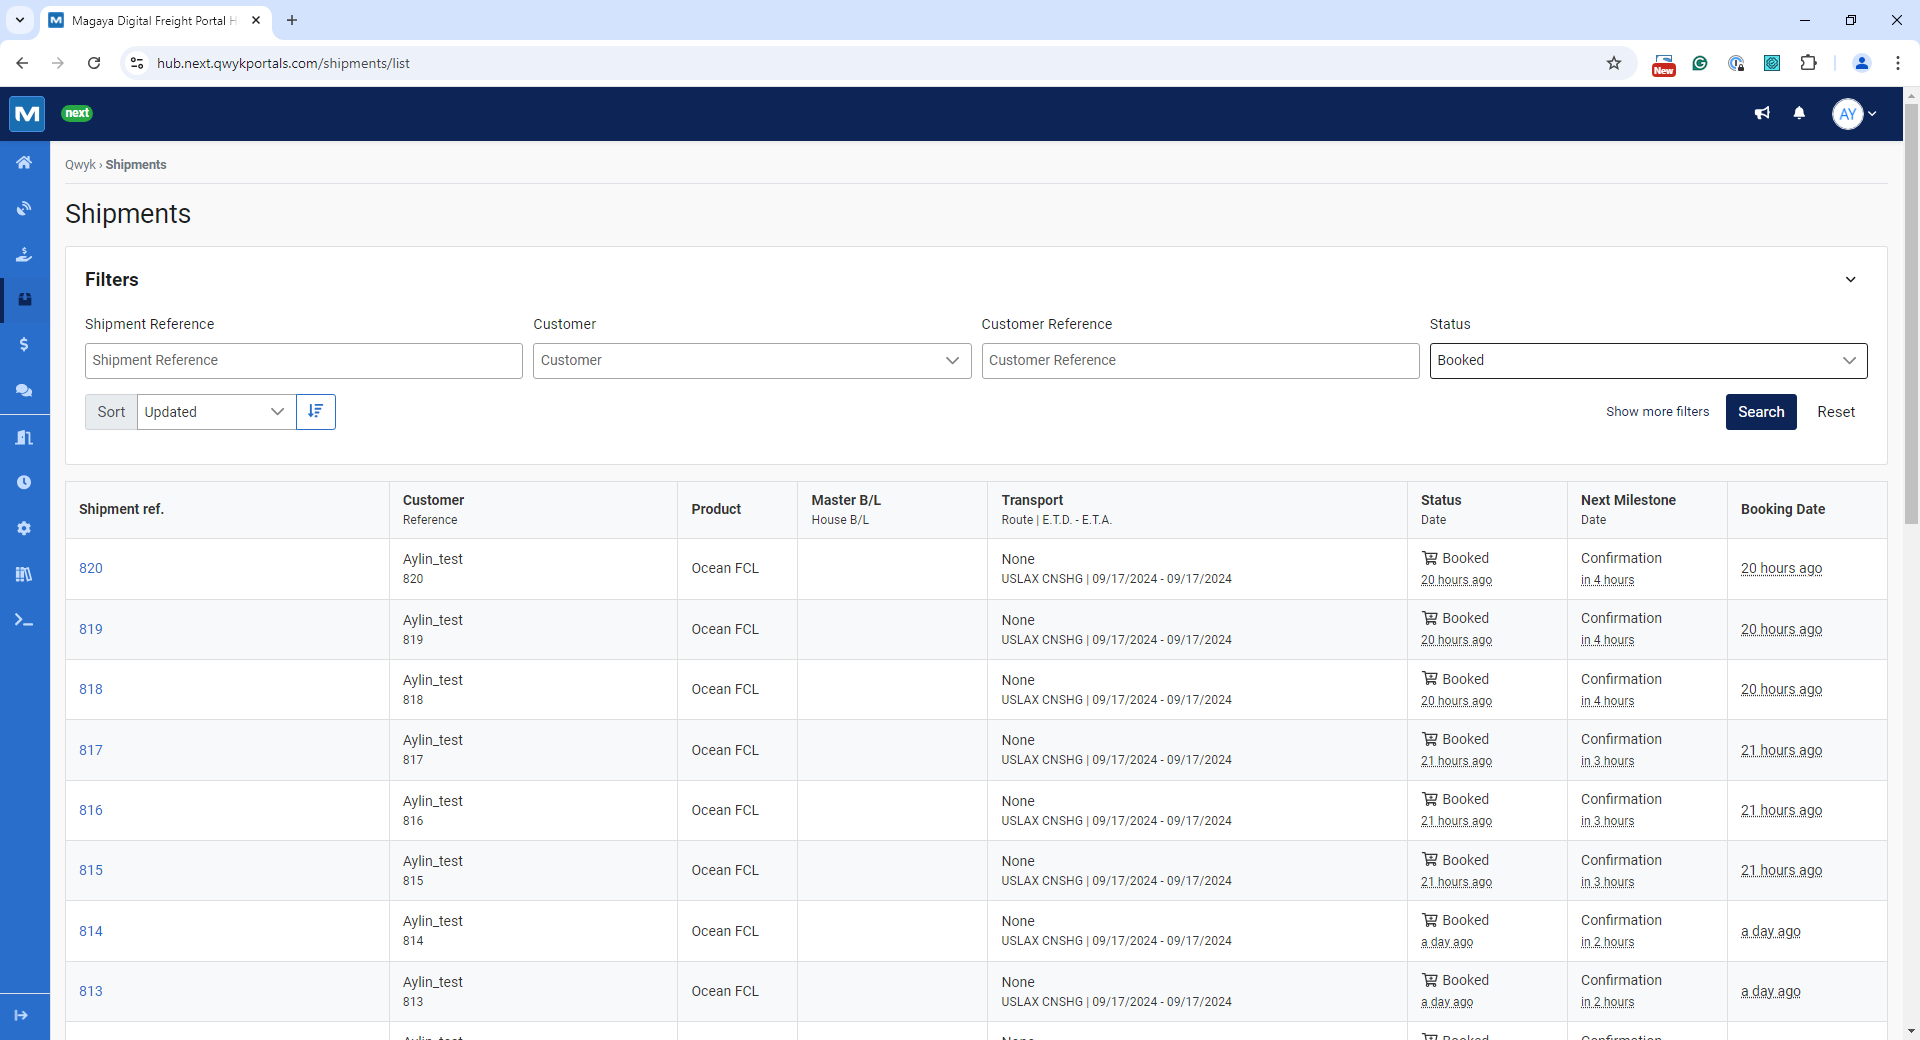 Magaya Digital Freight Portal H
hub.next.qwykportals.com/shipments/list
New
M
next
AY
Qwyk › Shipments
Shipments
Filters
Shipment Reference
Customer
Customer Reference
Status
Shipment Reference
Customer
Customer Reference
Booked
Sort
Updated
Show more filters
Search
Reset
Shipment ref.
Customer
Reference
Product
Master B/L
House B/L
Transport
Route | E.T.D. - E.T.A.
Status
Date
Next Milestone
Date
Booking Date
820
Aylin_test
820
Ocean FCL
None
USLAX CNSHG | 09/17/2024 - 09/17/2024
Booked
20 hours ago
Confirmation
in 4 hours
20 hours ago
819
Aylin_test
819
Ocean FCL
None
USLAX CNSHG | 09/17/2024 - 09/17/2024
Booked
20 hours ago
Confirmation
in 4 hours
20 hours ago
818
Aylin_test
818
Ocean FCL
None
USLAX CNSHG | 09/17/2024 - 09/17/2024
Booked
20 hours ago
Confirmation
in 4 hours
20 hours ago
817
Aylin_test
817
Ocean FCL
None
USLAX CNSHG | 09/17/2024 - 09/17/2024
Booked
21 hours ago
Confirmation
in 3 hours
21 hours ago
816
Aylin_test
816
Ocean FCL
None
USLAX CNSHG | 09/17/2024 - 09/17/2024
Booked
21 hours ago
Confirmation
in 3 hours
21 hours ago
815
Aylin_test
815
Ocean FCL
None
USLAX CNSHG | 09/17/2024 - 09/17/2024
Booked
21 hours ago
Confirmation
in 3 hours
21 hours ago
814
Aylin_test
814
Ocean FCL
None
USLAX CNSHG | 09/17/2024 - 09/17/2024
Booked
a day ago
Confirmation
in 2 hours
a day ago
813
Aylin_test
813
Ocean FCL
None
USLAX CNSHG | 09/17/2024 - 09/17/2024
Booked
a day ago
Confirmation
in 2 hours
a day ago